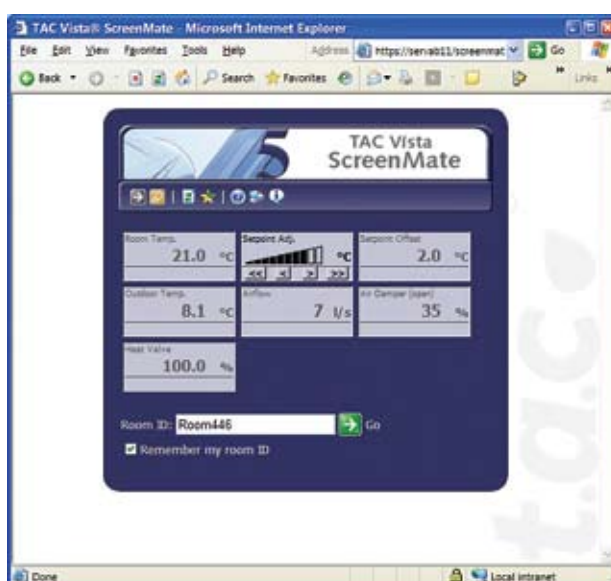 TAC Vista® ScreenMate - Microsoft Internet Explorer
File Edit View Favorites Tools Help Address https://servab11/screenmat Go
Back Search Favorites Links
5 TAC Vista
ScreenMate
Room Temp. Setpoint Adj. Setpoint Offset
21.0 °C °C 2.0 °C
<< < > >>
Outdoor Temp. Airflow Air Damper (open)
8.1 °C 7 l/s 35 %
Heat Valve
100.0 %
Room ID: Room446 Go
Remember my room ID
t.a.c
Done Local intranet